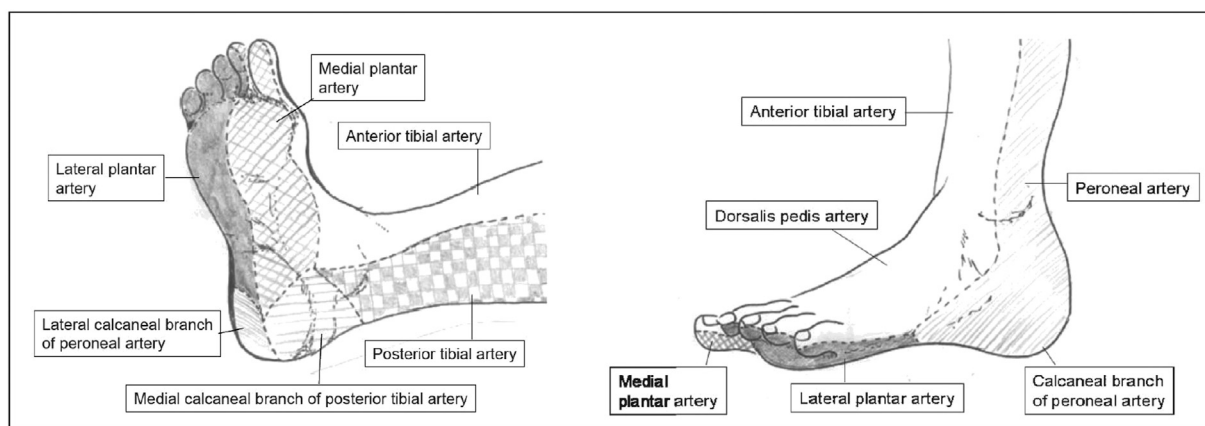 Medial plantar
artery
Anterior tibial artery
Lateral plantar
artery
Lateral calcaneal branch
of peroneal artery
Posterior tibial artery
Medial calcaneal branch of posterior tibial artery
Anterior tibial artery
Peroneal artery
Dorsalis pedis artery
Medial
plantar artery
Lateral plantar artery
Calcaneal branch
of peroneal artery